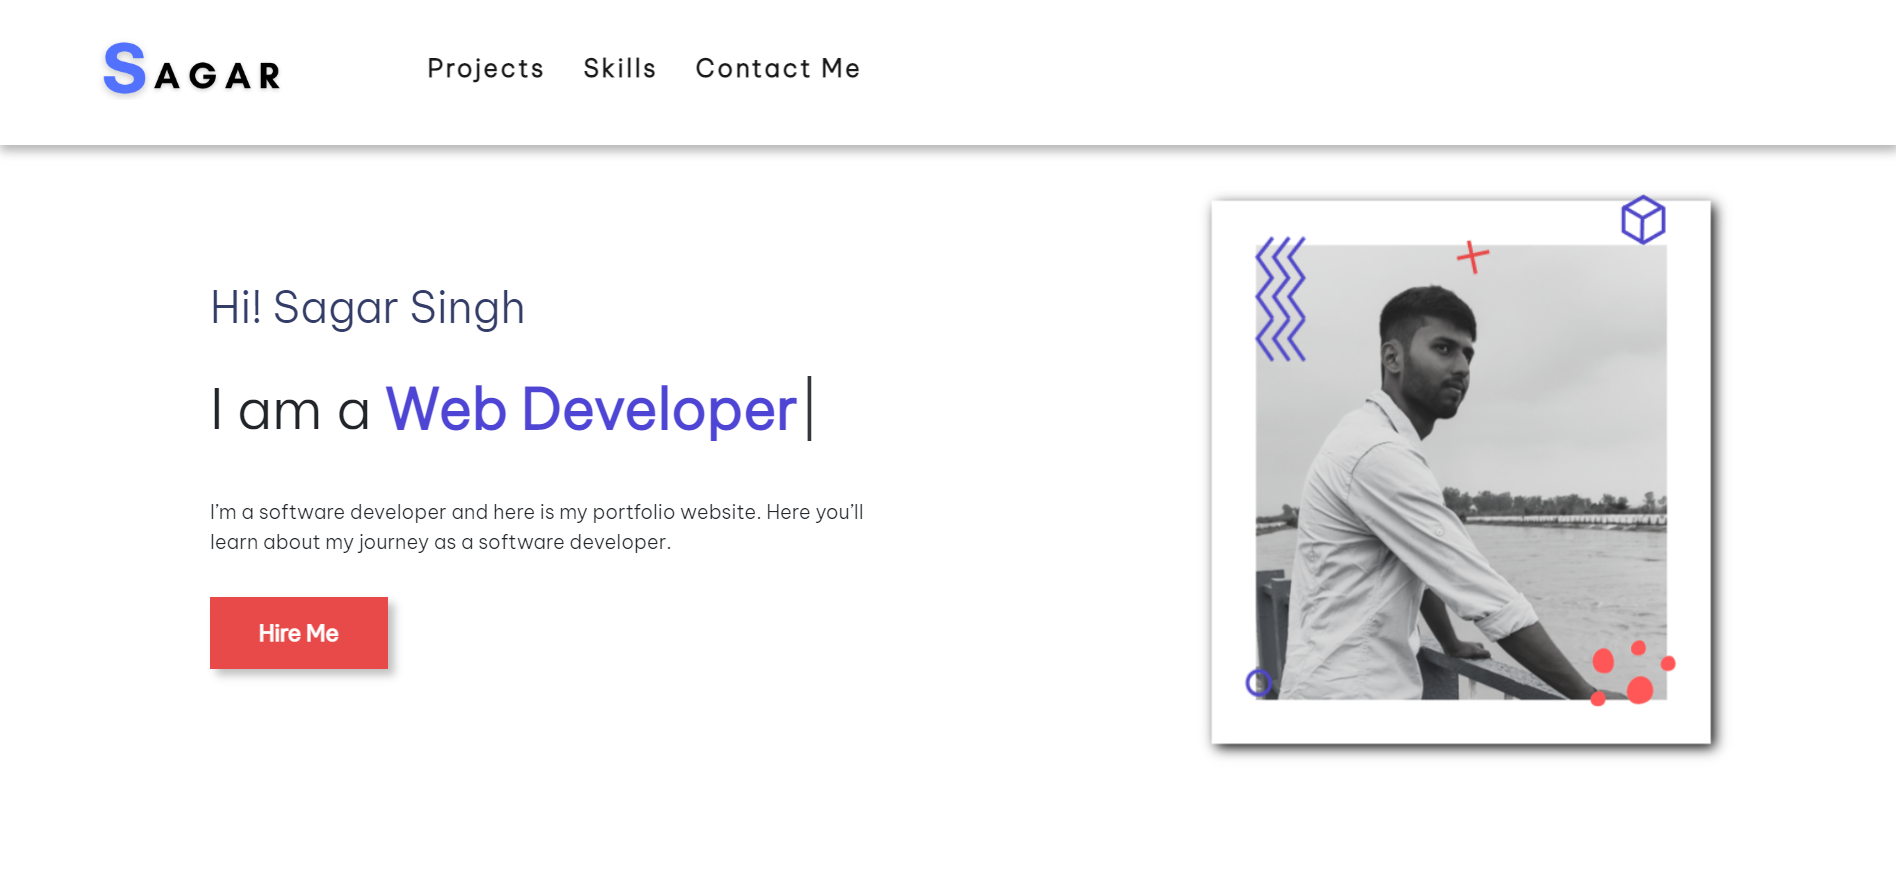 SAGAR
Projects Skills Contact Me
Hi! Sagar Singh
I am a Web Developer|
I'm a software developer and here is my portfolio website. Here you'll
learn about my journey as a software developer.
Hire Me